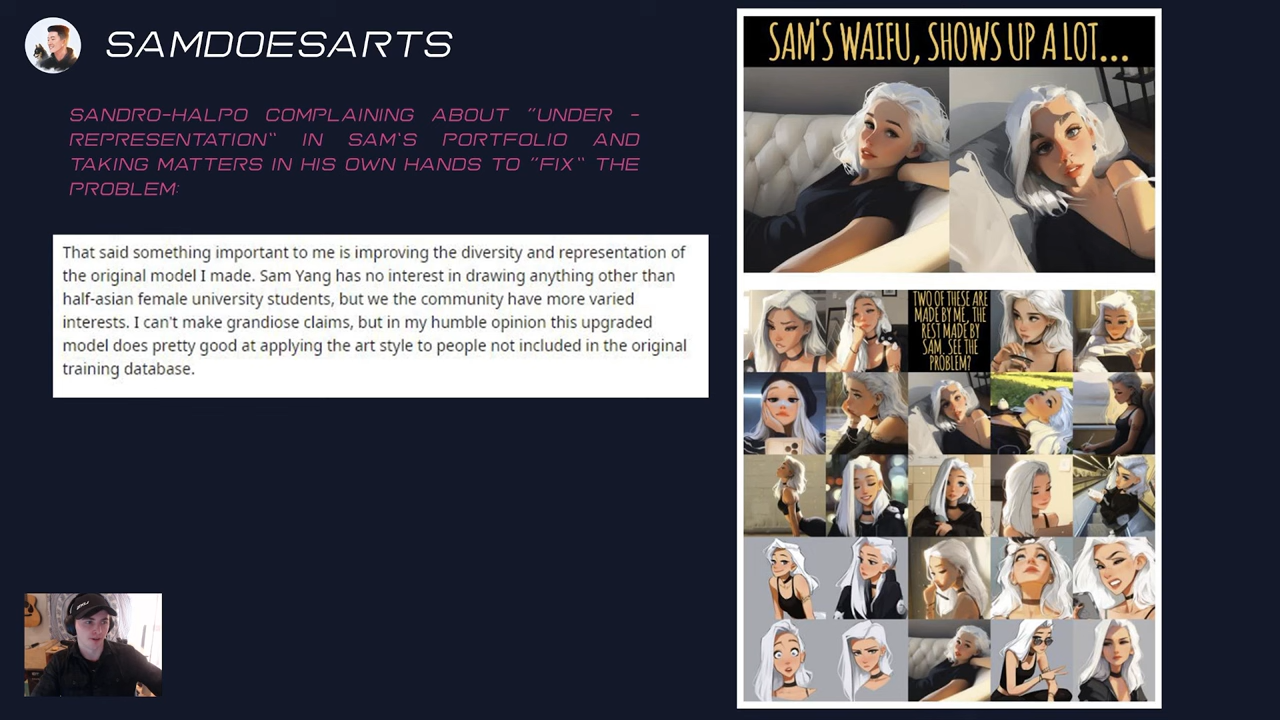 SAMDOESARTS
SANDRO-HALPO COMPLAINING ABOUT "UNDER -
REPRESENTATION" IN SAM'S PORTFOLIO AND
TAKING MATTERS IN HIS OWN HANDS TO "FIX" THE
PROBLEM:
That said something important to me is improving the diversity and representation of
the original model I made. Sam Yang has no interest in drawing anything other than
half-asian female university students, but we the community have more varied
interests. I can't make grandiose claims, but in my humble opinion this upgraded
model does pretty good at applying the art style to people not included in the original
training database.
SAM'S WAIFU, SHOWS UP A LOT...
TWO OF THESE ARE
MADE BY ME, THE
REST MADE BY
SAM. SEE THE
PROBLEM?